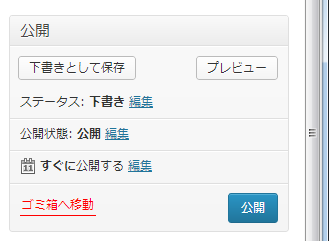 公開
下書きとして保存 プレビュー
ステータス: 下書き 編集
公開状態: 公開 編集
11 すぐに公開する 編集
ゴミ箱へ移動 公開